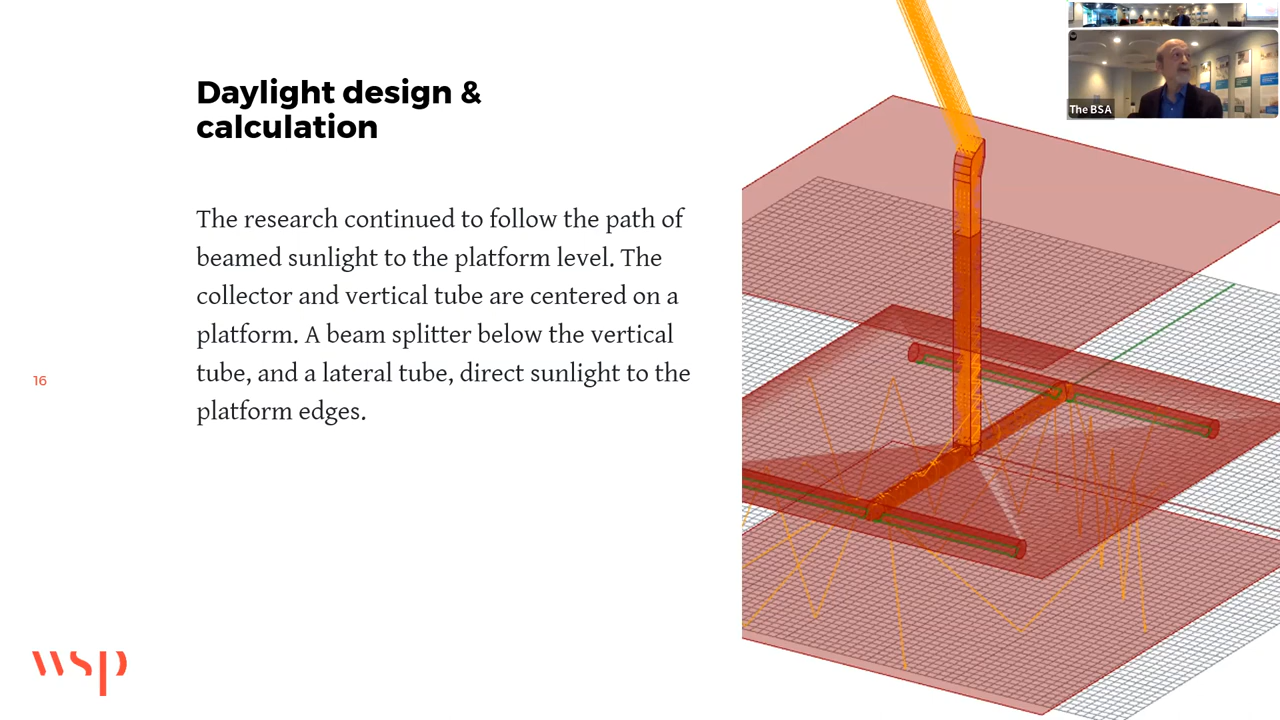 Daylight design &
calculation
The research continued to follow the path of
beamed sunlight to the platform level. The
collector and vertical tube are centered on a
platform. A beam splitter below the vertical
tube, and a lateral tube, direct sunlight to the
platform edges.
16
wsp
The BSA